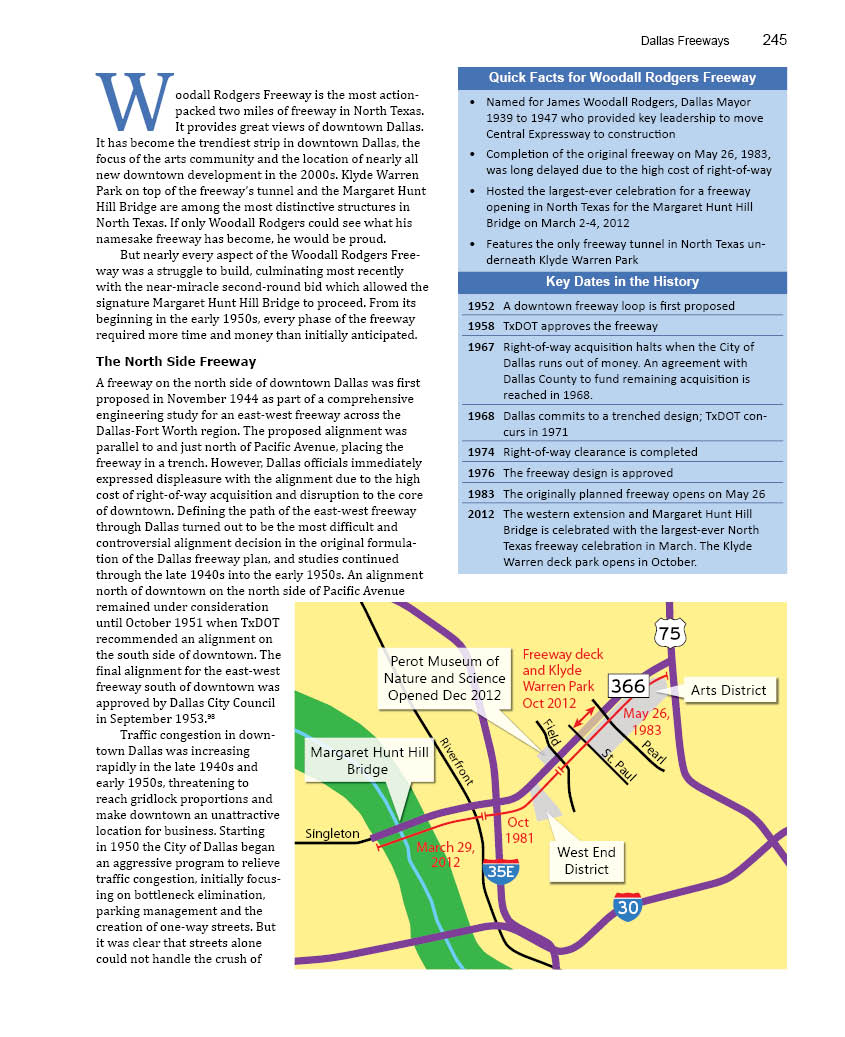 Dallas Freeways 245
Woodall Rodgers Freeway is the most action-
packed two miles of freeway in North Texas.
It provides great views of downtown Dallas.
It has become the trendiest strip in downtown Dallas, the
focus of the arts community and the location of nearly all
new downtown development in the 2000s. Klyde Warren
Park on top of the freeway's tunnel and the Margaret Hunt
Hill Bridge are among the most distinctive structures in
North Texas. If only Woodall Rodgers could see what his
namesake freeway has become, he would be proud.
But nearly every aspect of the Woodall Rodgers Free-
way was a struggle to build, culminating most recently
with the near-miracle second-round bid which allowed the
signature Margaret Hunt Hill Bridge to proceed. From its
beginning in the early 1950s, every phase of the freeway
required more time and money than initially anticipated.
The North Side Freeway
A freeway on the north side of downtown Dallas was first
proposed in November 1944 as part of a comprehensive
engineering study for an east-west freeway across the
Dallas-Fort Worth region. The proposed alignment was
parallel to and just north of Pacific Avenue, placing the
freeway in a trench. However, Dallas officials immediately
expressed displeasure with the alignment due to the high
cost of right-of-way acquisition and disruption to the core
of downtown. Defining the path of the east-west freeway
through Dallas turned out to be the most difficult and
controversial alignment decision in the original formula-
tion of the Dallas freeway plan, and studies continued
through the late 1940s into the early 1950s. An alignment
north of downtown on the north side of Pacific Avenue
remained under consideration
until October 1951 when TxDOT
recommended an alignment on
the south side of downtown. The
final alignment for the east-west
freeway south of downtown was
approved by Dallas City Council
in September 1953.⁹⁸
Traffic congestion in down-
town Dallas was increasing
rapidly in the late 1940s and
early 1950s, threatening to
reach gridlock proportions and
make downtown an unattractive
location for business. Starting
in 1950 the City of Dallas began
an aggressive program to relieve
traffic congestion, initially focus-
ing on bottleneck elimination,
parking management and the
creation of one-way streets. But
it was clear that streets alone
could not handle the crush of
Quick Facts for Woodall Rodgers Freeway
• Named for James Woodall Rodgers, Dallas Mayor
1939 to 1947 who provided key leadership to move
Central Expressway to construction
• Completion of the original freeway on May 26, 1983,
was long delayed due to the high cost of right-of-way
• Hosted the largest-ever celebration for a freeway
opening in North Texas for the Margaret Hunt Hill
Bridge on March 2-4, 2012
• Features the only freeway tunnel in North Texas un-
derneath Klyde Warren Park
Key Dates in the History
1952 A downtown freeway loop is first proposed
1958 TxDOT approves the freeway
1967 Right-of-way acquisition halts when the City of
Dallas runs out of money. An agreement with
Dallas County to fund remaining acquisition is
reached in 1968.
1968 Dallas commits to a trenched design; TxDOT con-
curs in 1971
1974 Right-of-way clearance is completed
1976 The freeway design is approved
1983 The originally planned freeway opens on May 26
2012 The western extension and Margaret Hunt Hill
Bridge is celebrated with the largest-ever North
Texas freeway celebration in March. The Klyde
Warren deck park opens in October.
75
Perot Museum of
Nature and Science
Opened Dec 2012
Freeway deck
and Klyde
Warren Park
Oct 2012
366
Arts District
May 26,
1983
Field
Pearl
St. Paul
Riverfront
Margaret Hunt Hill
Bridge
Singleton
March 29,
2012
Oct
1981
35E
West End
District
30